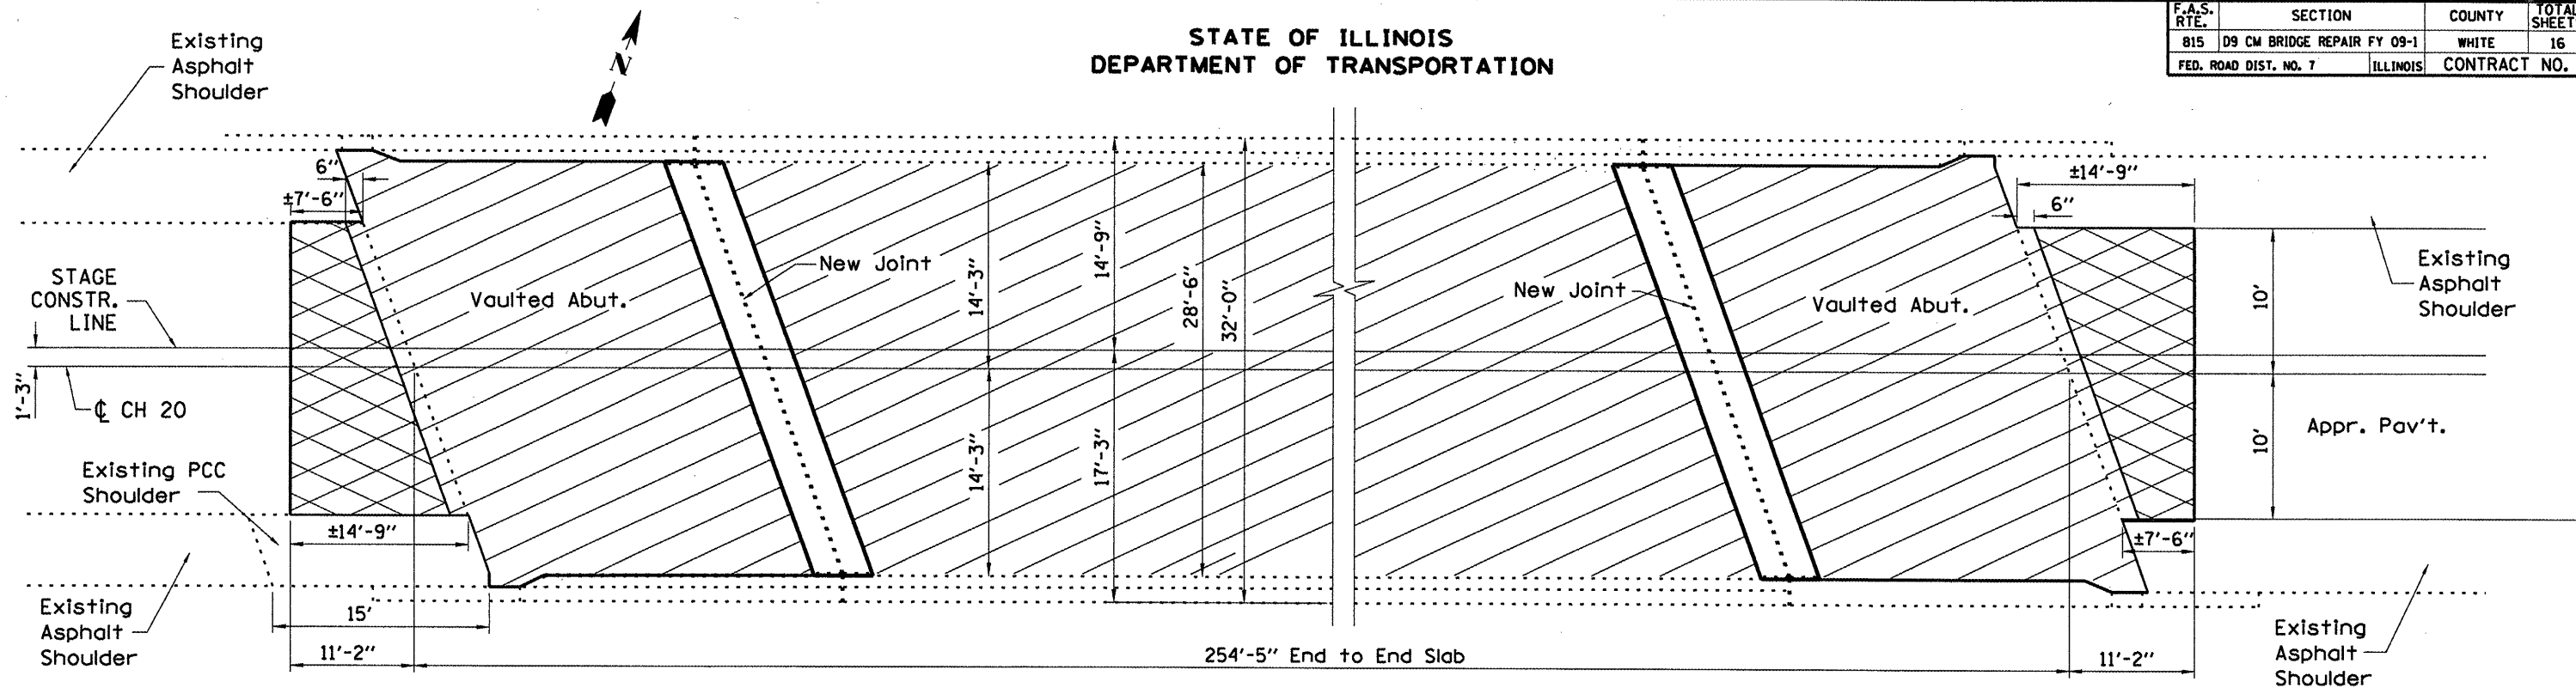 STATE OF ILLINOIS
DEPARTMENT OF TRANSPORTATION
F.A.S. RTE.
SECTION
COUNTY
TOTAL SHEET
815
D9 CM BRIDGE REPAIR FY 09-1
WHITE
16
FED. ROAD DIST. NO. 7
ILLINOIS
CONTRACT NO.
Existing
Asphalt
Shoulder
N
6"
±7'-6"
STAGE
CONSTR.
LINE
1'-3"
℄ CH 20
Existing PCC
Shoulder
±14'-9"
Existing
Asphalt
Shoulder
15'
11'-2"
Vaulted Abut.
New Joint
14'-3"
14'-3"
14'-9"
17'-3"
28'-6"
32'-0"
254'-5" End to End Slab
New Joint
Vaulted Abut.
±14'-9"
6"
10'
10'
Existing
Asphalt
Shoulder
Appr. Pav't.
±7'-6"
11'-2"
Existing
Asphalt
Shoulder